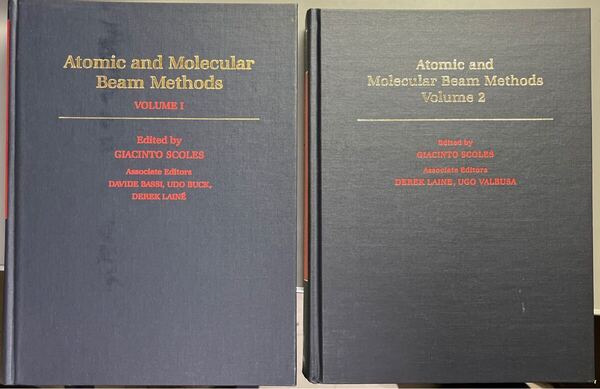 Atomic and Molecular
Beam Methods
VOLUME I
Edited by
GIACINTO SCOLES
Associate Editors
DAVIDE BASSI, UDO BUCK,
DEREK LAINÉ
Atomic and
Molecular Beam Methods
Volume 2
Edited by
GIACINTO SCOLES
Associate Editors
DEREK LAINE, UGO VALBUSA